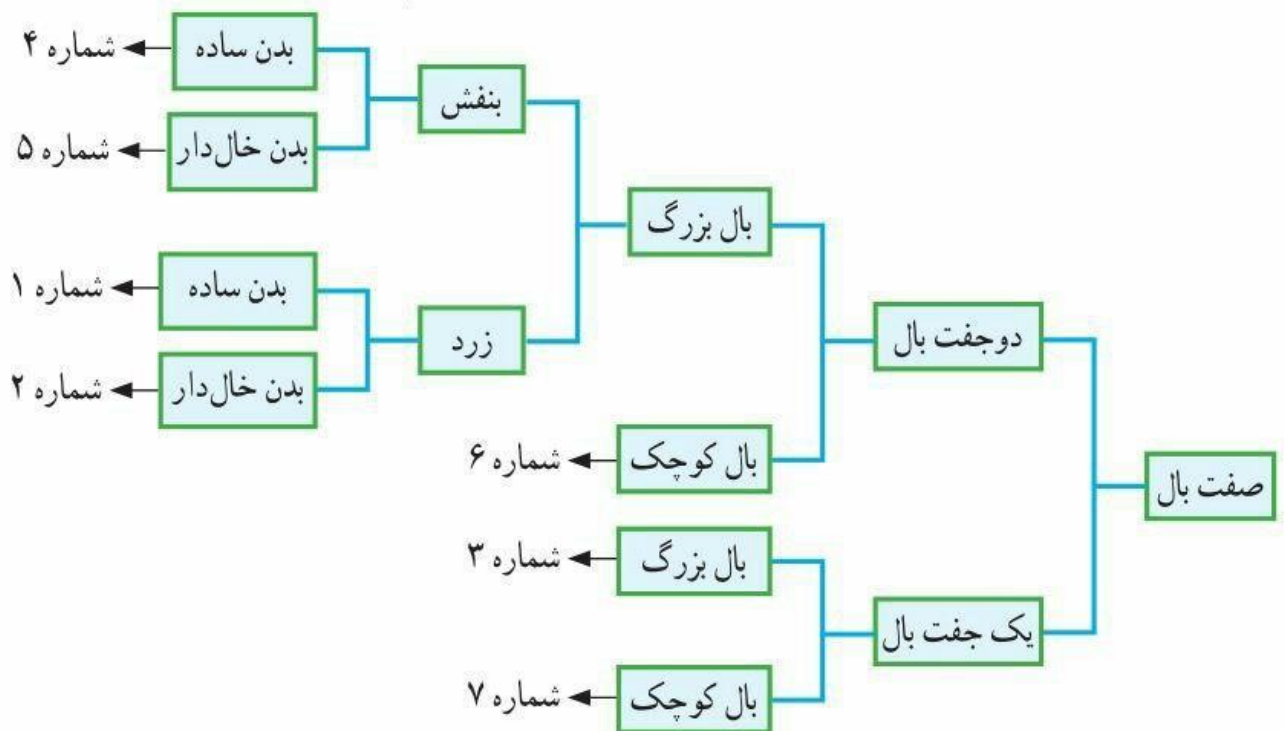 صفت بال
دوجفت بال
بال بزرگ
بنفش
بدن ساده
شماره ۴
بدن خال‌دار
شماره ۵
زرد
بدن ساده
شماره ۱
بدن خال‌دار
شماره ۲
بال کوچک
شماره ۶
یک جفت بال
بال بزرگ
شماره ۳
بال کوچک
شماره ۷